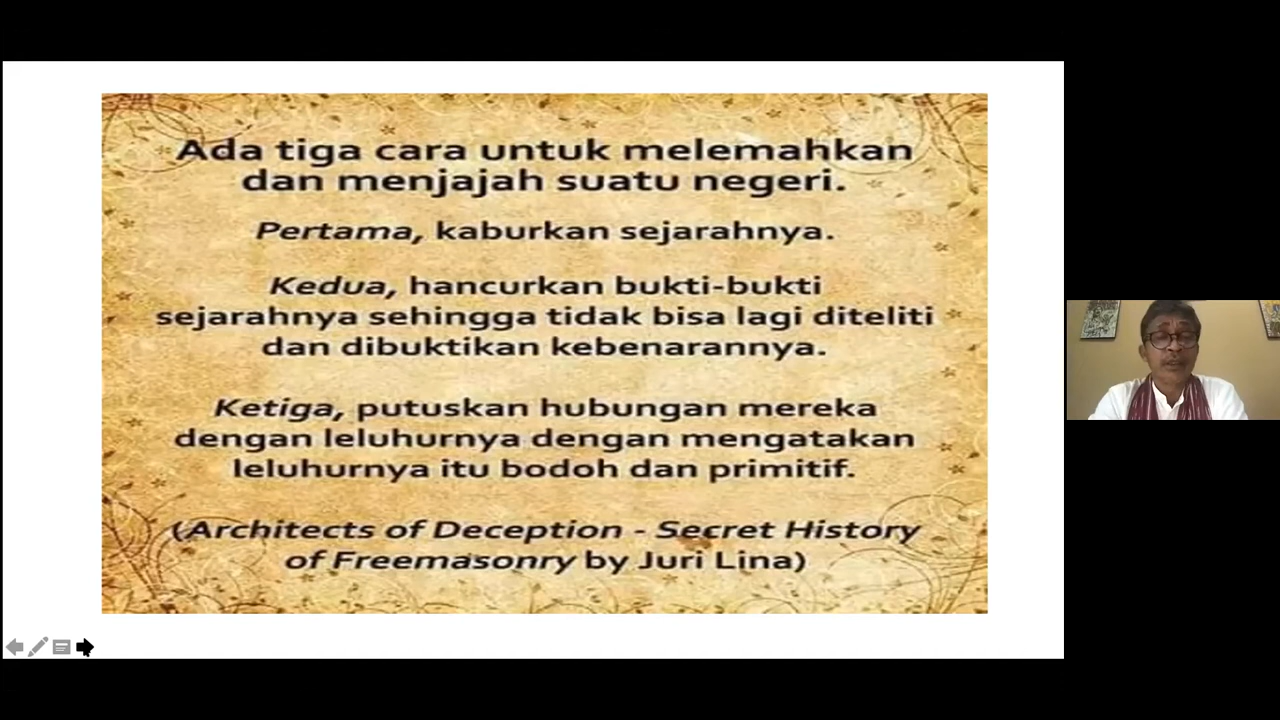 Ada tiga cara untuk melemahkan
dan menjajah suatu negeri.
Pertama, kaburkan sejarahnya.
Kedua, hancurkan bukti-bukti
sejarahnya sehingga tidak bisa lagi diteliti
dan dibuktikan kebenarannya.
Ketiga, putuskan hubungan mereka
dengan leluhurnya dengan mengatakan
leluhurnya itu bodoh dan primitif.
(Architects of Deception - Secret History
of Freemasonry by Juri Lina)